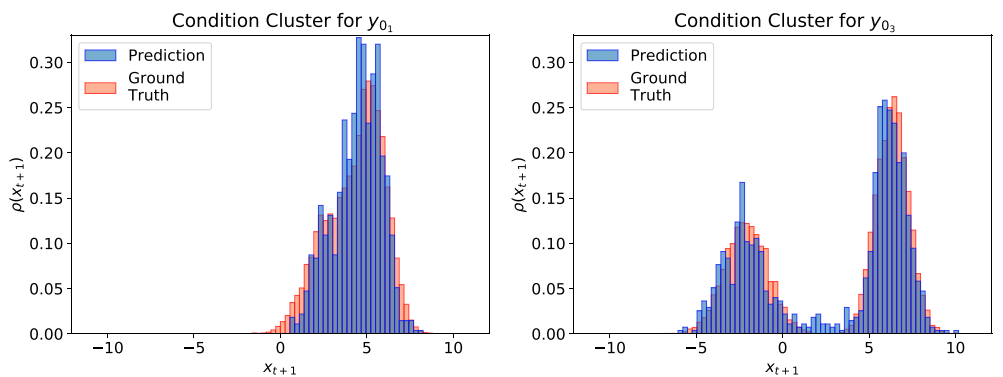 Condition Cluster for y₀₁
Prediction
Ground
Truth
0.30
0.25
0.20
0.15
0.10
0.05
0.00
ρ(xₜ₊₁)
−10
−5
0
5
10
xₜ₊₁
Condition Cluster for y₀₃
Prediction
Ground
Truth
0.30
0.25
0.20
0.15
0.10
0.05
0.00
ρ(xₜ₊₁)
−10
−5
0
5
10
xₜ₊₁